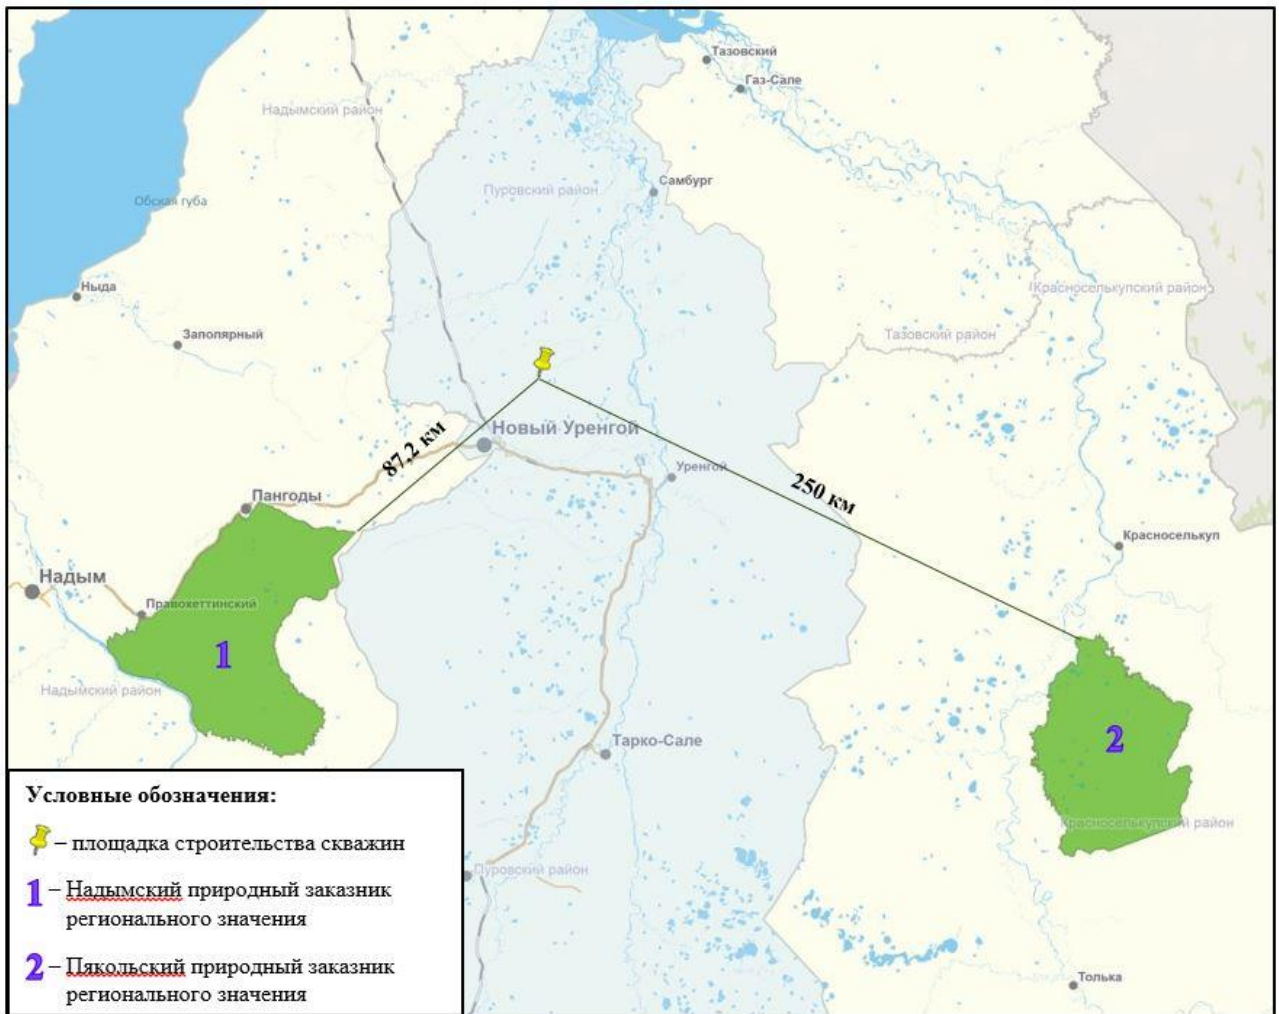 Тазовский
Газ-Сале
Надымский район
Самбург
Пуровский район
Обская губа
Ныда
Красноселькупский район
Заполярный
Тазовский район
Новый Уренгой
87,2 км
Уренгой
250 км
Пангоды
Красноселькуп
Надым
Правохеттинский
1
Надымский район
2
Тарко-Сале
Красноселькупский район
Пуровский район
Толька
Условные обозначения:
– площадка строительства скважин
1 – Надымский природный заказник
регионального значения
2 – Пякольский природный заказник
регионального значения